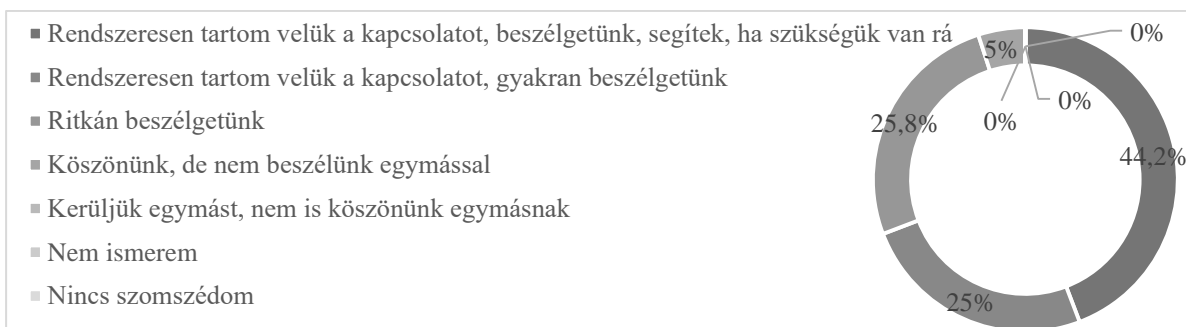 Rendszeresen tartom velük a kapcsolatot, beszélgetünk, segítek, ha szükségük van rá
Rendszeresen tartom velük a kapcsolatot, gyakran beszélgetünk
Ritkán beszélgetünk
Köszönünk, de nem beszélünk egymással
Kerüljük egymást, nem is köszönünk egymásnak
Nem ismerem
Nincs szomszédom
0%
5%
0%
0%
25,8%
44,2%
25%